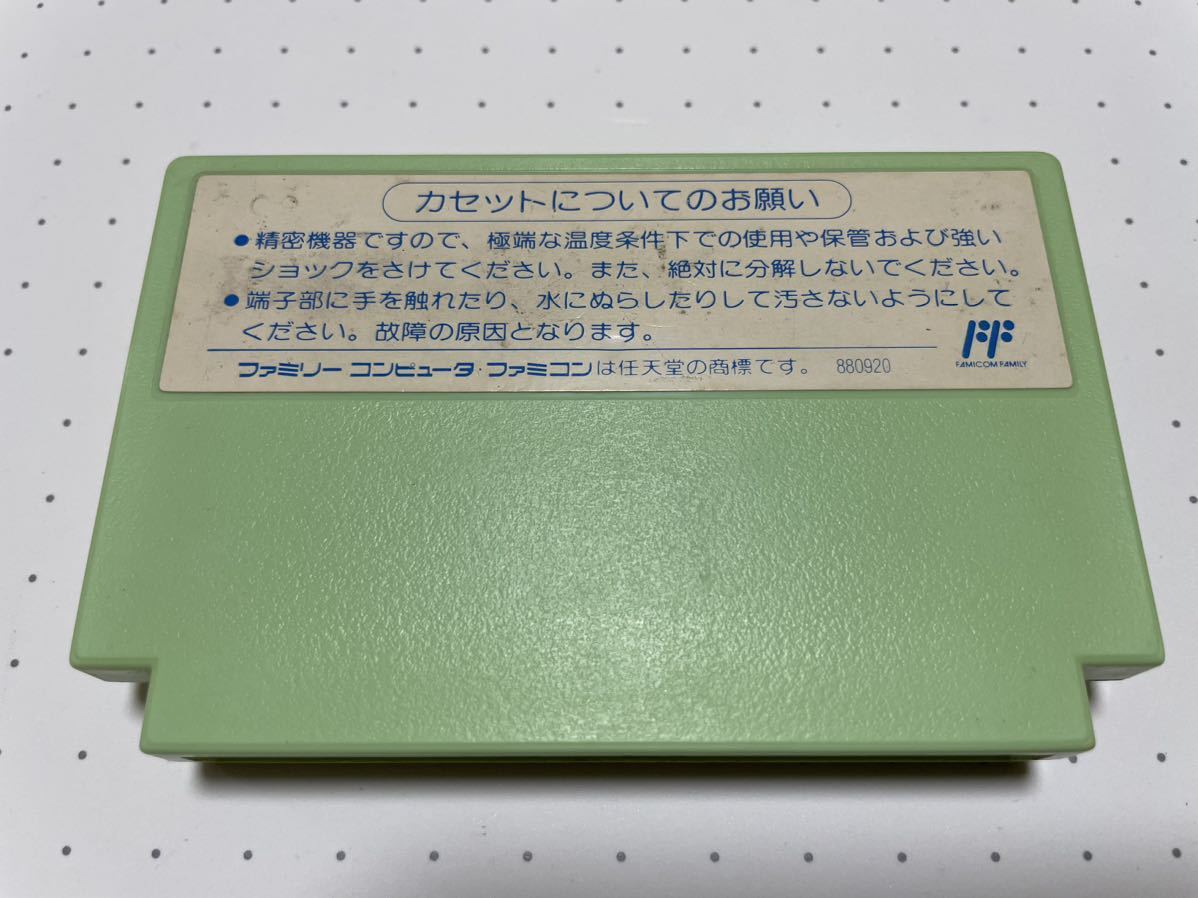 カセットについてのお願い
●精密機器ですので、極端な温度条件下での使用や保管および強い
ショックをさけてください。また、絶対に分解しないでください。
●端子部に手を触れたり、水にぬらしたりして汚さないようにして
ください。故障の原因となります。
FAMICOM FAMILY
ファミリー コンピュータ・ファミコンは任天堂の商標です。 880920